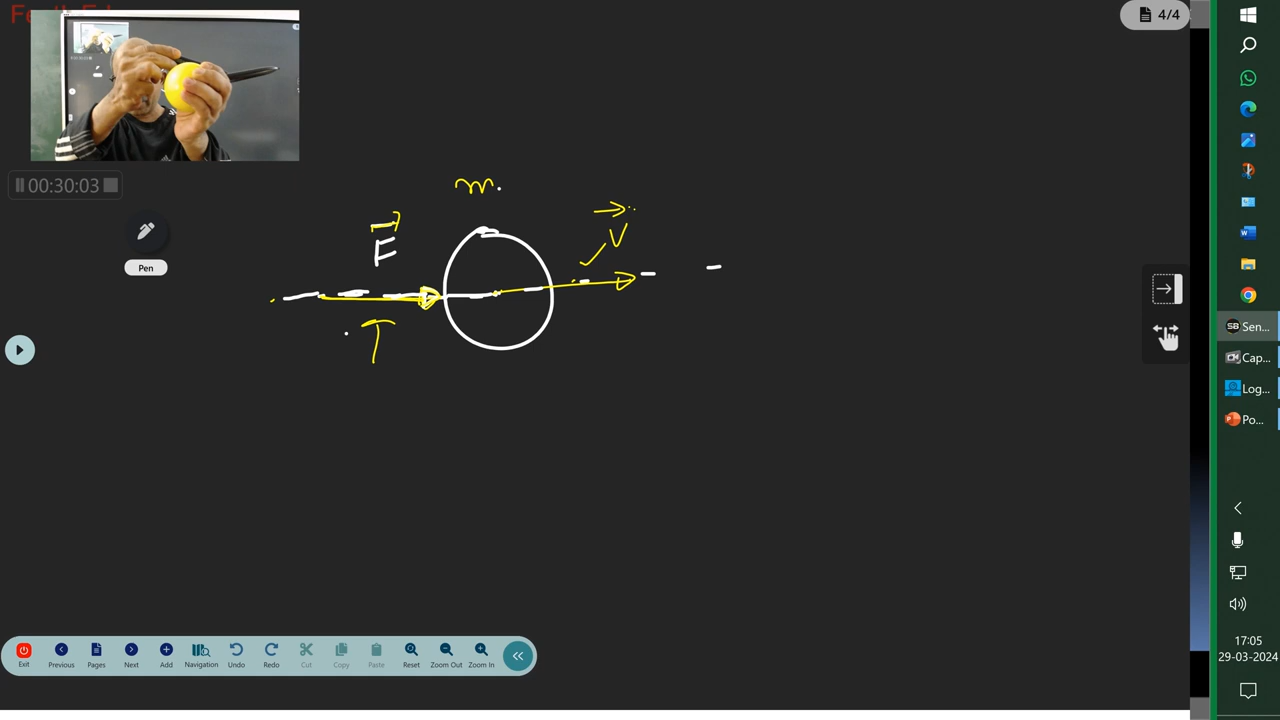 4/4
00:30:03
Pen
m.
F
V
T
Sen...
Cap...
Log...
Po...
Exit
Previous
Pages
Next
Add
Navigation
Undo
Redo
Cut
Copy
Paste
Reset
Zoom Out
Zoom In
17:05
29-03-2024